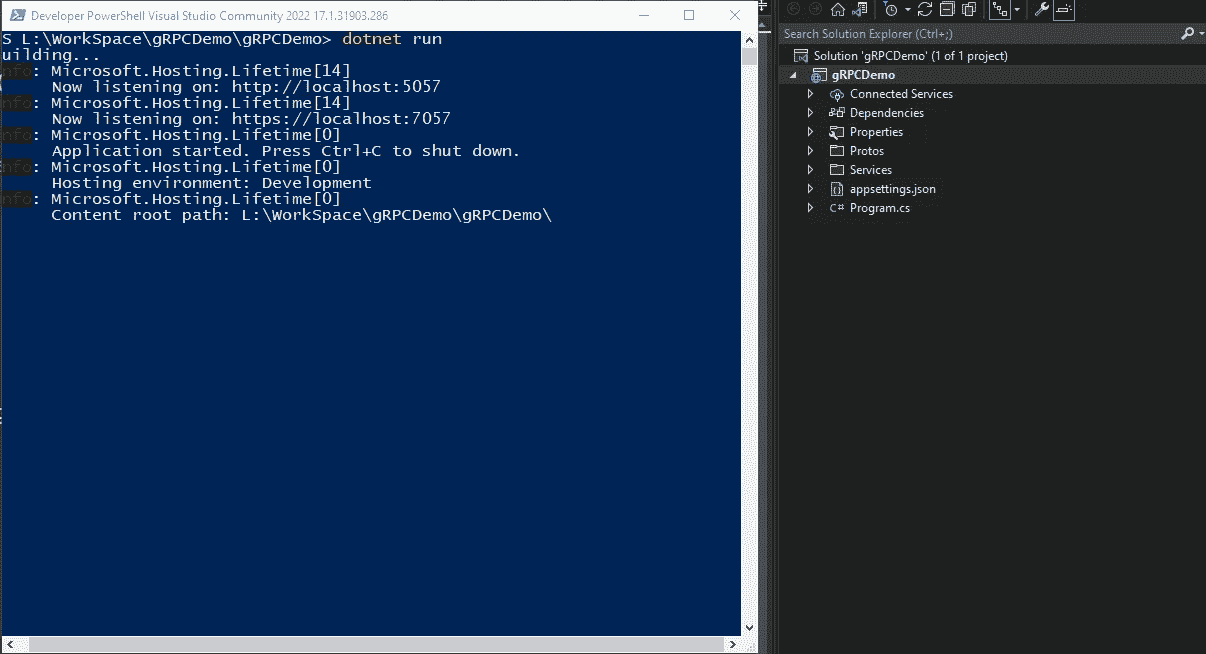 Developer PowerShell Visual Studio Community 2022 17.1.31903.286
S L:\WorkSpace\gRPCDemo\gRPCDemo> dotnet run
uilding...
nfo: Microsoft.Hosting.Lifetime[14]
Now listening on: http://localhost:5057
nfo: Microsoft.Hosting.Lifetime[14]
Now listening on: https://localhost:7057
nfo: Microsoft.Hosting.Lifetime[0]
Application started. Press Ctrl+C to shut down.
nfo: Microsoft.Hosting.Lifetime[0]
Hosting environment: Development
nfo: Microsoft.Hosting.Lifetime[0]
Content root path: L:\WorkSpace\gRPCDemo\gRPCDemo\
Search Solution Explorer (Ctrl+;)
Solution 'gRPCDemo' (1 of 1 project)
gRPCDemo
Connected Services
Dependencies
Properties
Protos
Services
appsettings.json
C# Program.cs